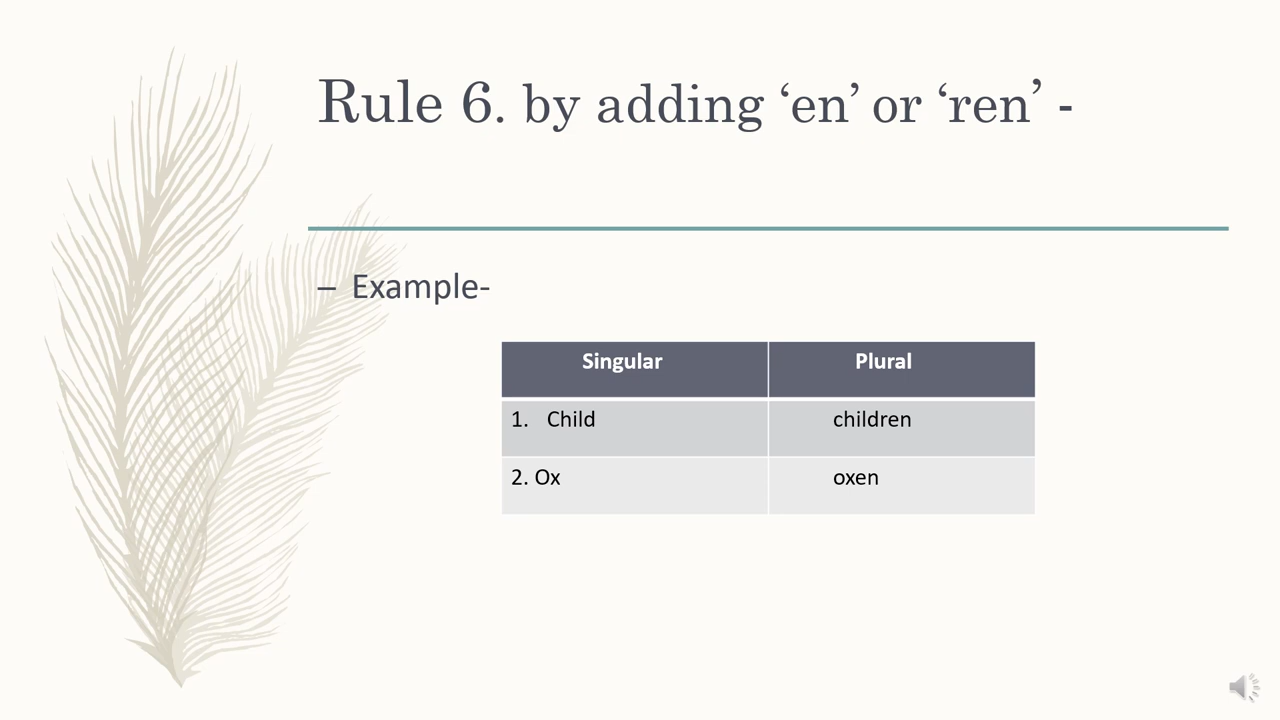 Rule 6. by adding ‘en’ or ‘ren’ -
– Example-
Singular Plural
1. Child children
2. Ox oxen